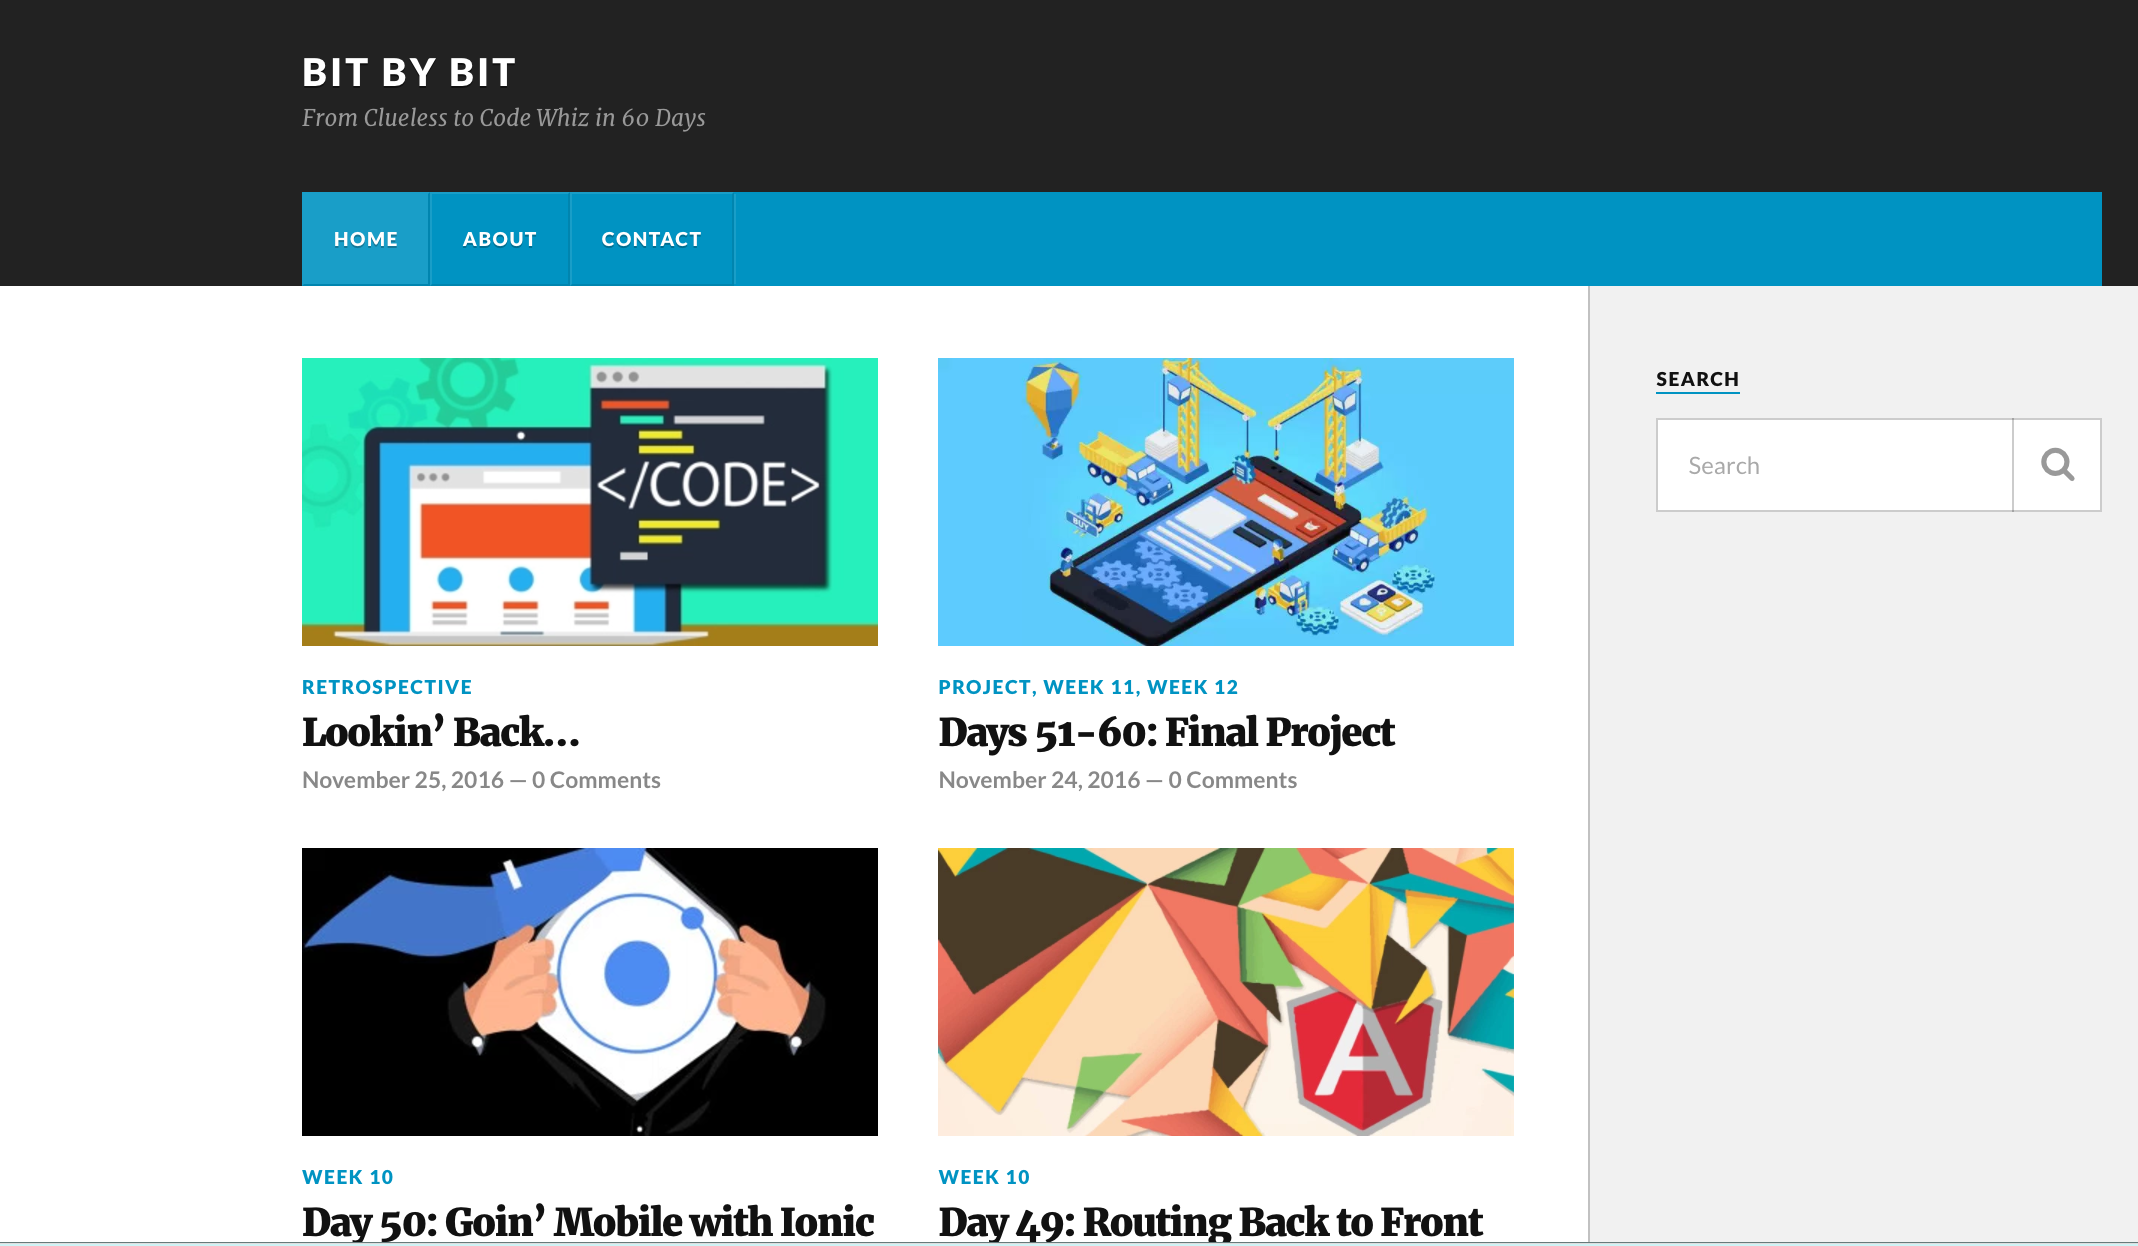 BIT BY BIT
From Clueless to Code Whiz in 60 Days
HOME
ABOUT
CONTACT
SEARCH
Search
</CODE>
BUY
RETROSPECTIVE
Lookin’ Back…
November 25, 2016 — 0 Comments
PROJECT, WEEK 11, WEEK 12
Days 51-60: Final Project
November 24, 2016 — 0 Comments
A
WEEK 10
Day 50: Goin’ Mobile with Ionic
WEEK 10
Day 49: Routing Back to Front